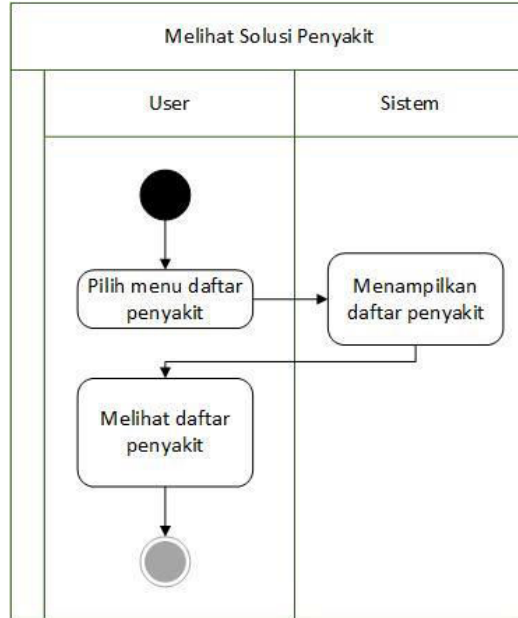 Melihat Solusi Penyakit
User
Sistem
Pilih menu daftar
penyakit
Menampilkan
daftar penyakit
Melihat daftar
penyakit